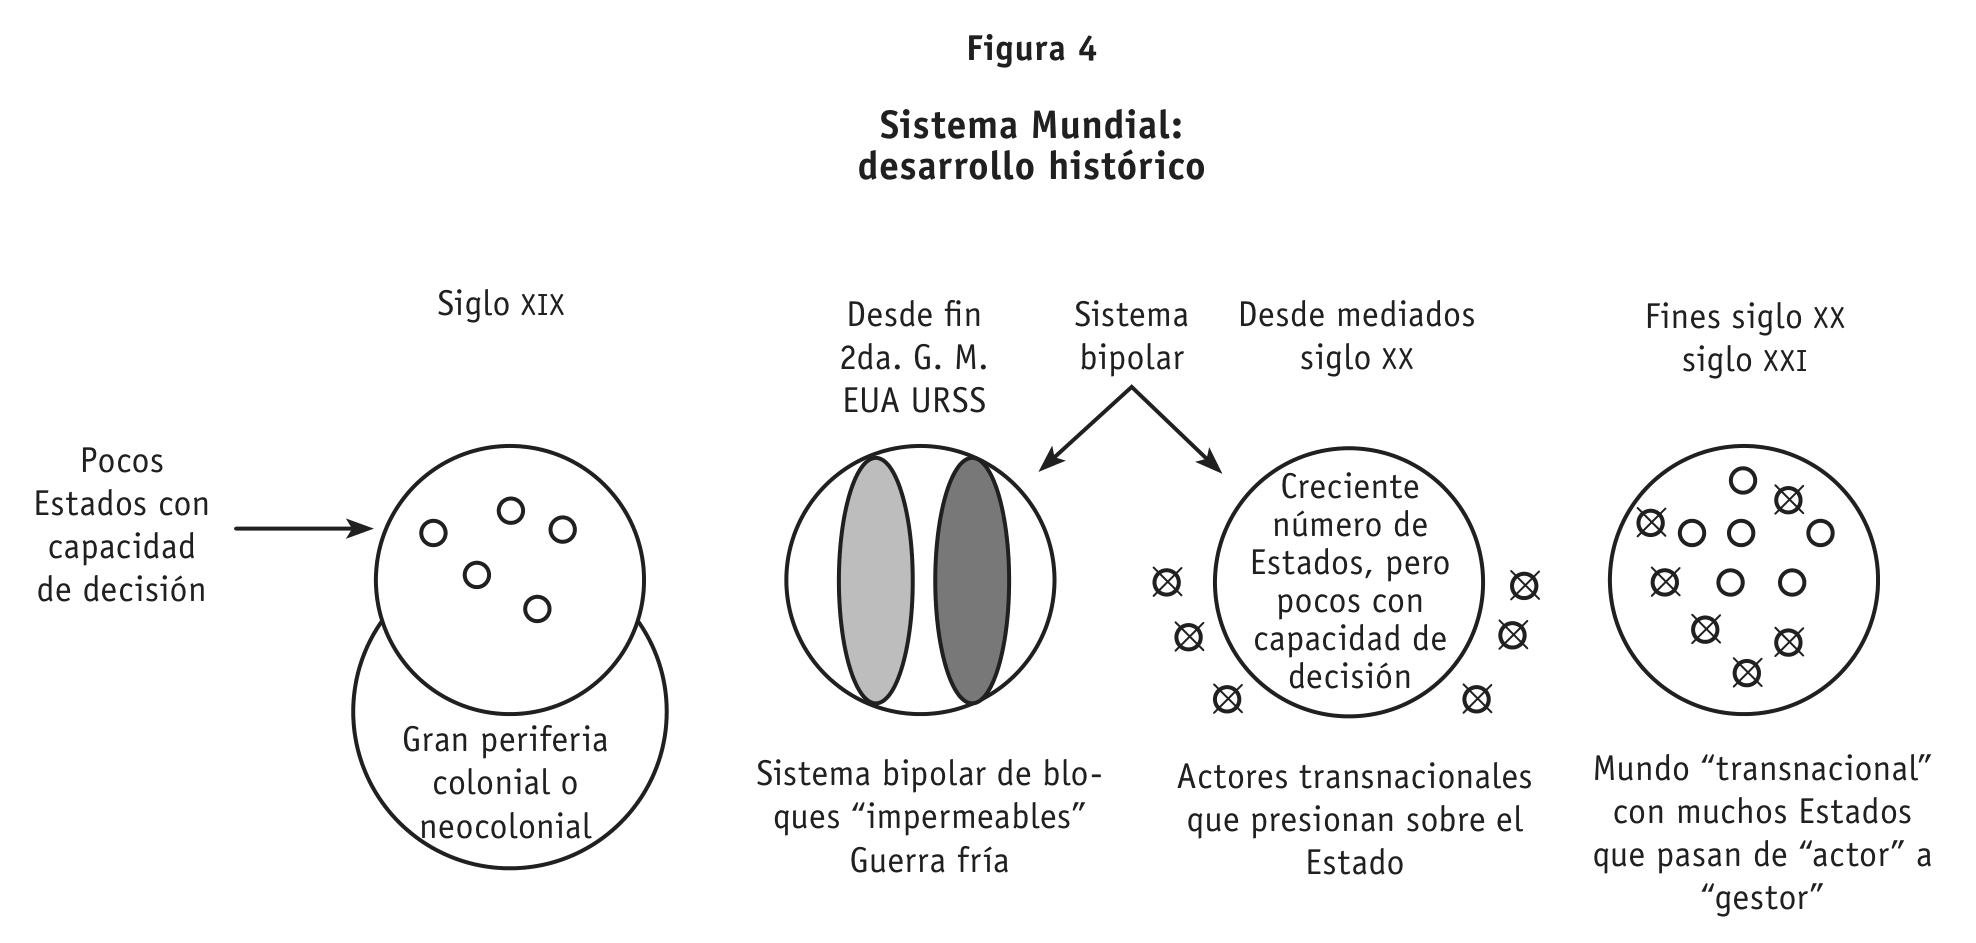 Figura 4
Sistema Mundial:
desarrollo histórico
Siglo XIX
Pocos
Estados con
capacidad
de decisión
Gran periferia
colonial o
neocolonial
Desde fin
2da. G. M.
EUA URSS
Sistema bipolar de blo-
ques “impermeables”
Guerra fría
Sistema
bipolar
Desde mediados
siglo XX
Creciente
número de
Estados, pero
pocos con
capacidad de
decisión
Actores transnacionales
que presionan sobre el
Estado
Fines siglo XX
siglo XXI
Mundo “transnacional”
con muchos Estados
que pasan de “actor” a
“gestor”